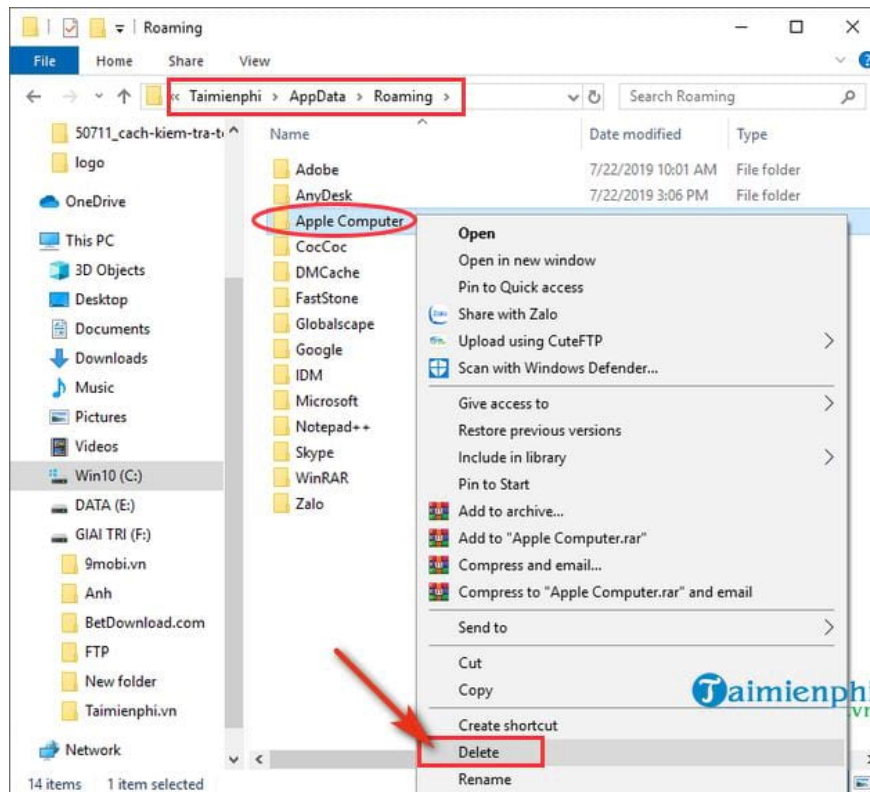 Roaming
File Home Share View
« Taimienphi > AppData > Roaming > Search Roaming
Name Date modified Type
50711_cach-kiem-tra-t
logo
OneDrive
This PC
3D Objects
Desktop
Documents
Downloads
Music
Pictures
Videos
Win10 (C:)
DATA (E:)
GIAI TRI (F:)
9mobi.vn
Anh
BetDownload.com
FTP
New folder
Taimienphi.vn
Network
Adobe 7/22/2019 10:01 AM File folder
AnyDesk 7/22/2019 3:06 PM File folder
Apple Computer
CocCoc
DMCache
FastStone
Globalscape
Google
IDM
Microsoft
Notepad++
Skype
WinRAR
Zalo
Open
Open in new window
Pin to Quick access
Share with Zalo
Upload using CuteFTP
Scan with Windows Defender...
Give access to
Restore previous versions
Include in library
Pin to Start
Add to archive...
Add to "Apple Computer.rar"
Compress and email...
Compress to "Apple Computer.rar" and email
Send to
Cut
Copy
Create shortcut
Delete
Rename
Taimienphi
.vn
14 items 1 item selected